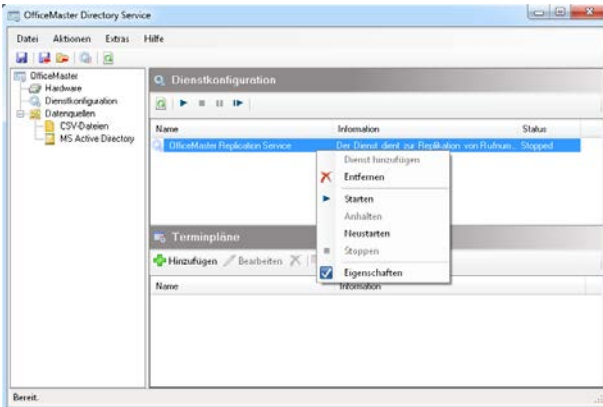 OfficeMaster Directory Service
Datei Aktionen Extras Hilfe
OfficeMaster
Hardware
Dienstkonfiguration
Datenquellen
CSV-Dateien
MS Active Directory
Dienstkonfiguration
Name Information Status
OfficeMaster Replication Service Der Dienst dient zur Replikation von Rufnum... Stopped
Dienst hinzufügen
Entfernen
Starten
Anhalten
Neustarten
Stoppen
Eigenschaften
Terminpläne
Hinzufügen Bearbeiten
Name Information
Bereit.